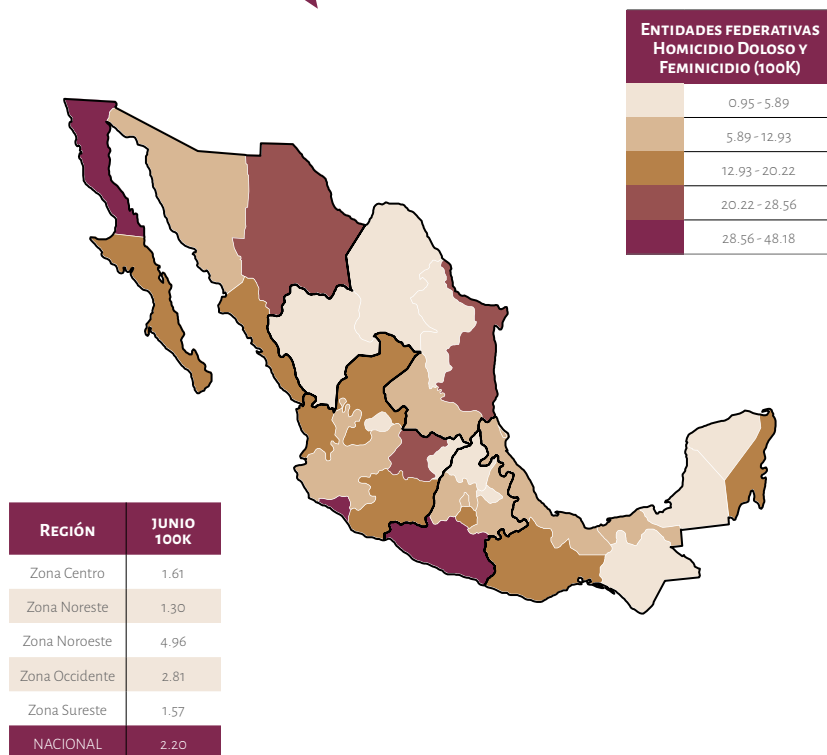 Entidades federativas
Homicidio Doloso y
Feminicidio (100K)
0.95 - 5.89
5.89 - 12.93
12.93 - 20.22
20.22 - 28.56
28.56 - 48.18
Región junio 100K
Zona Centro 1.61
Zona Noreste 1.30
Zona Noroeste 4.96
Zona Occidente 2.81
Zona Sureste 1.57
NACIONAL 2.20